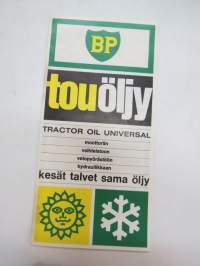 BP
touöljy
TRACTOR OIL UNIVERSAL
moottoriin
vaihteistoon
vetopyörästöön
hydrauliikkaan
kesät talvet sama öljy